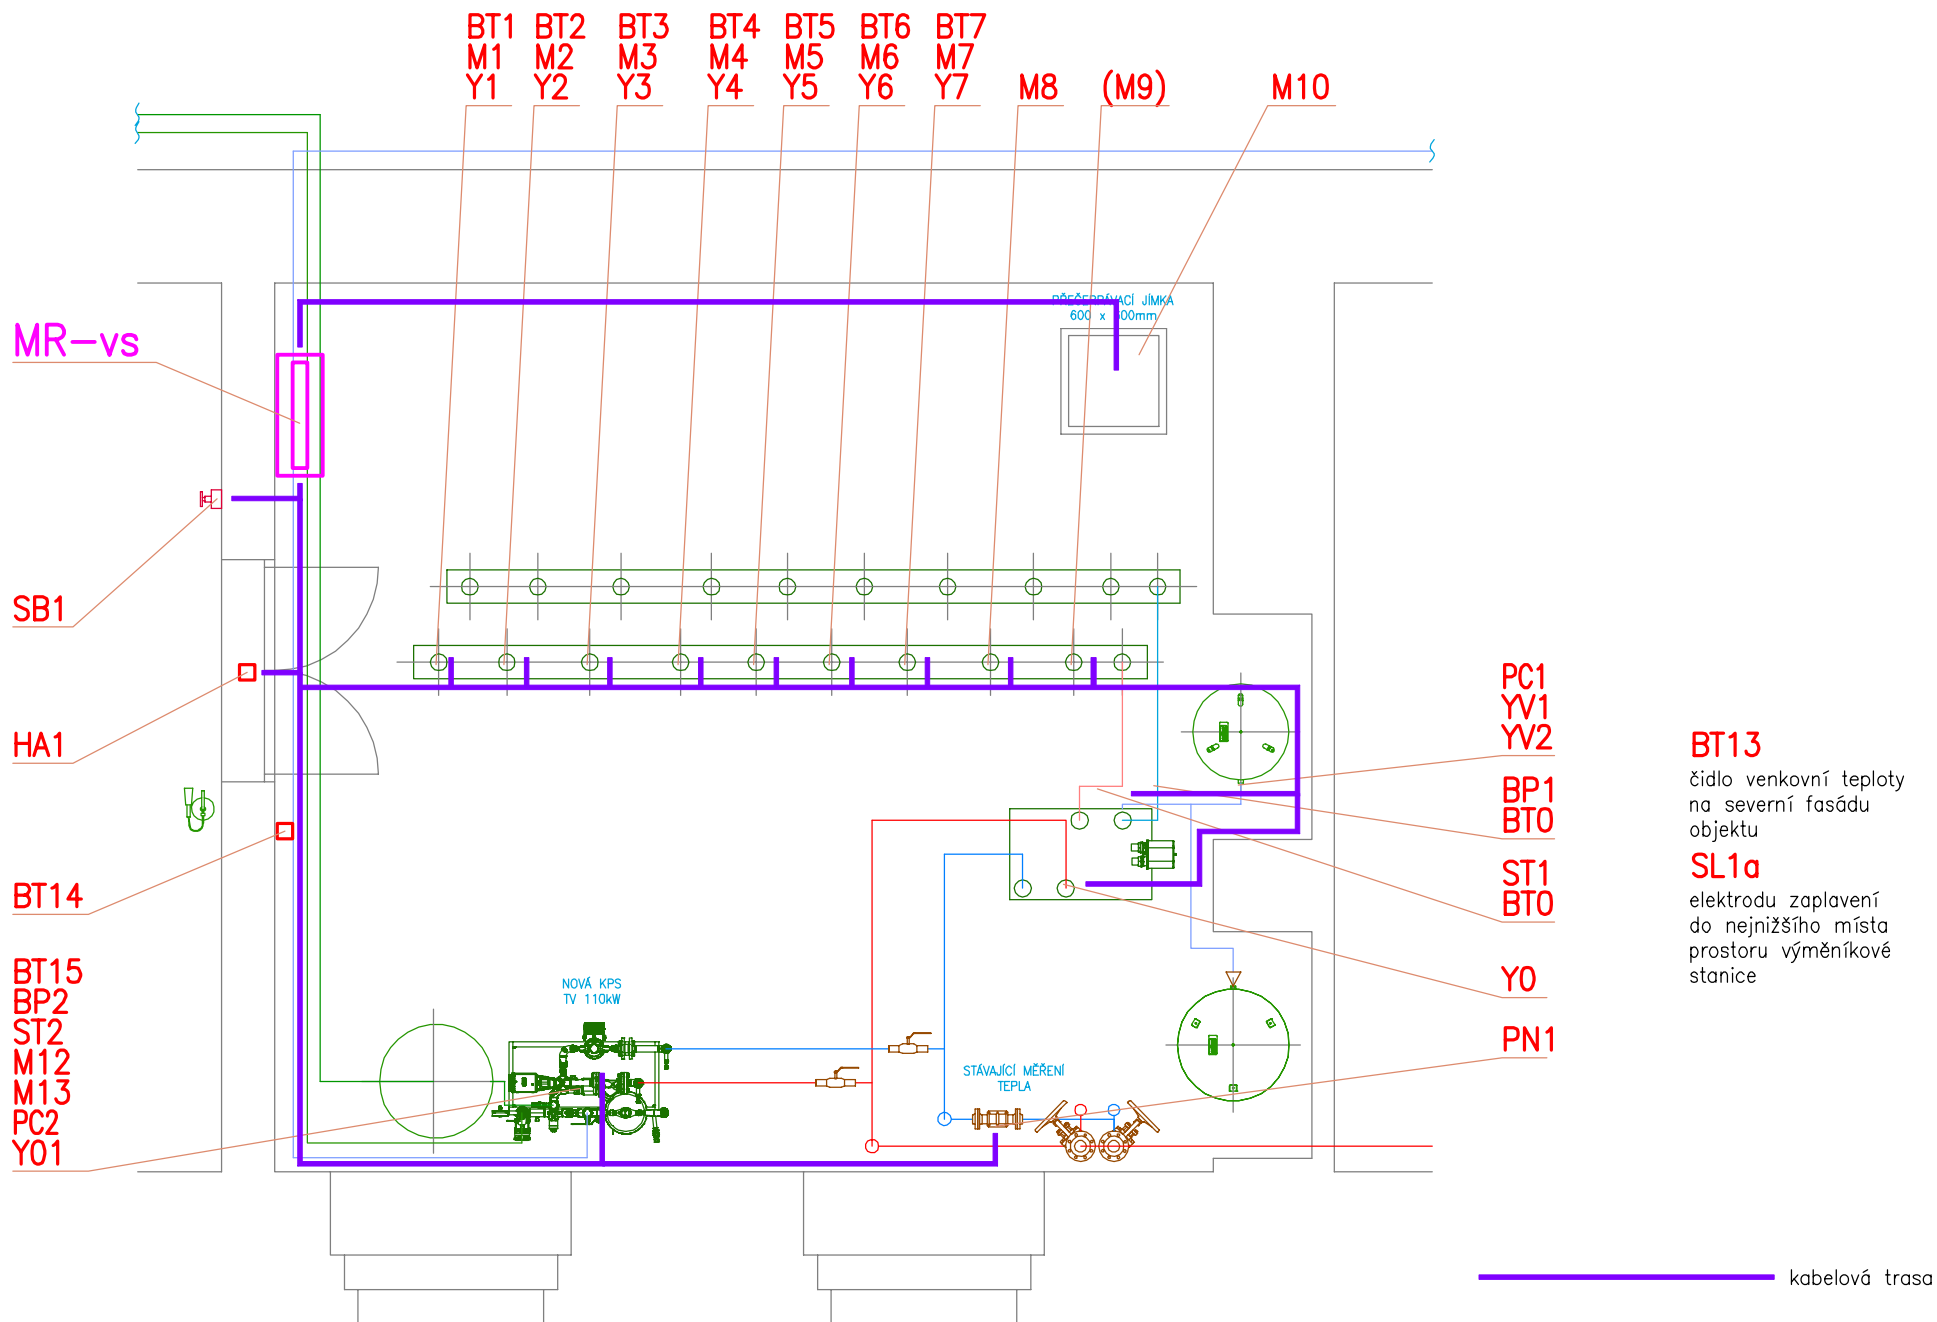 BT1
M1
Y1
BT2
M2
Y2
BT3
M3
Y3
BT4
M4
Y4
BT5
M5
Y5
BT6
M6
Y6
BT7
M7
Y7
M8
(M9)
M10
PŘEČERPÁVACÍ JÍMKA
600 x 600mm
MR-vs
SB1
HA1
BT14
BT15
BP2
ST2
M12
M13
PC2
Y01
NOVÁ KPS
TV 110kW
STÁVAJÍCÍ MĚŘENÍ
TEPLA
PC1
YV1
YV2
BP1
BT0
ST1
BT0
Y0
PN1
BT13
čidlo venkovní teploty
na severní fasádu
objektu
SL1a
elektrodu zaplavení
do nejnižšího místa
prostoru výměníkové
stanice
kabelová trasa